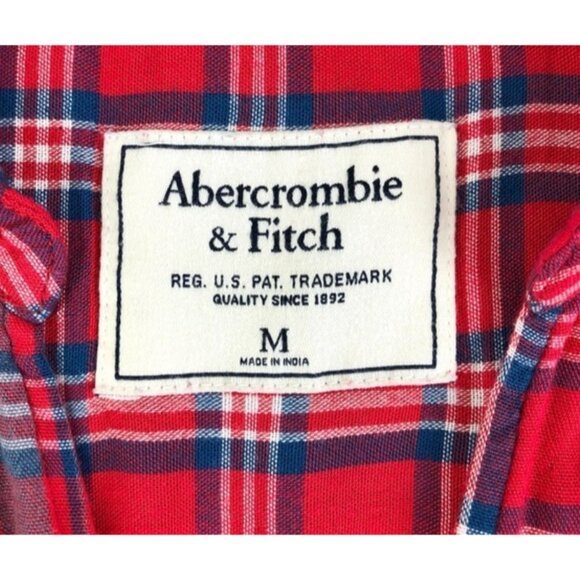 Abercrombie
& Fitch
REG. U.S. PAT. TRADEMARK
QUALITY SINCE 1892
M
MADE IN INDIA